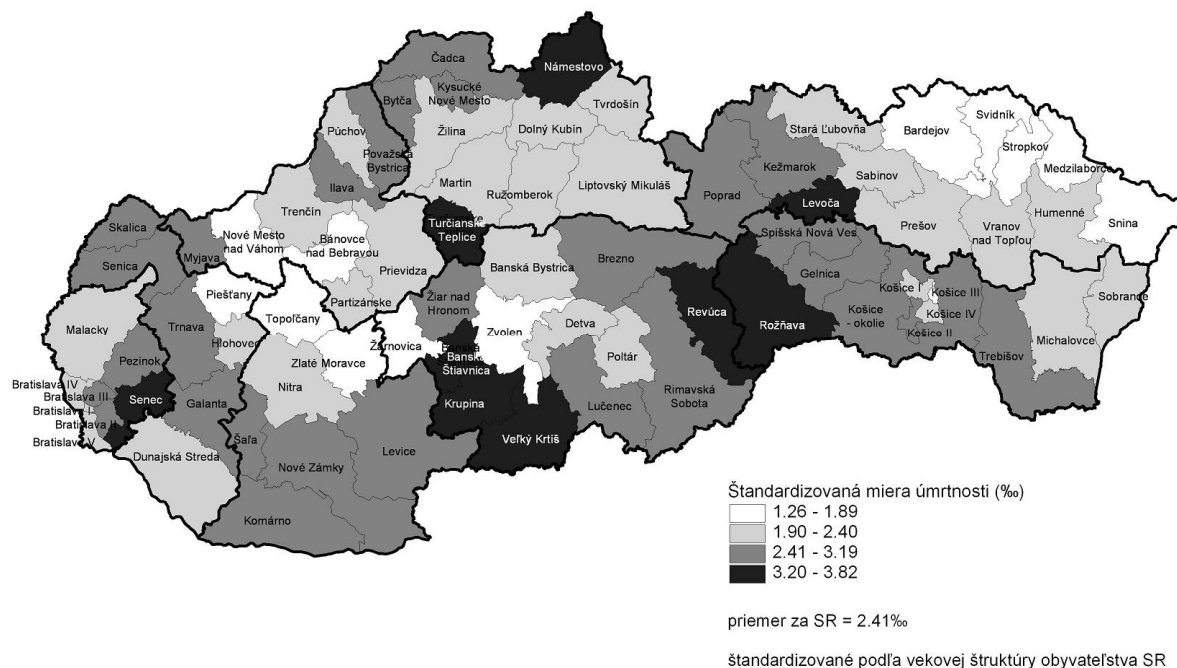 Čadca
Námestovo
Kysucké
Nové Mesto
Bytča
Tvrdošín
Púchov
Žilina
Dolný Kubín
Považská
Bystrica
Ilava
Martin
Ružomberok
Liptovský Mikuláš
Stará Ľubovňa
Bardejov
Svidník
Stropkov
Medzilaborce
Kežmarok
Sabinov
Poprad
Levoča
Prešov
Humenné
Vranov
nad Topľou
Snina
Trenčín
Turčianske
Teplice
Nové Mesto
nad Váhom
Bánovce
nad Bebravou
Skalica
Senica
Myjava
Prievidza
Banská Bystrica
Brezno
Spišská Nová Ves
Gelnica
Piešťany
Partizánske
Žiar nad
Hronom
Revúca
Rožňava
Košice I
Košice III
Sobrance
Malacky
Trnava
Topoľčany
Hlohovec
Žarnovica
Zvolen
Detva
Košice
- okolie
Košice IV
Košice II
Trebišov
Michalovce
Pezinok
Zlaté Moravce
Nitra
Banská
Štiavnica
Poltár
Bratislava IV
Bratislava III
Bratislava I
Bratislava II
Bratislava V
Senec
Galanta
Krupina
Lučenec
Rimavská
Sobota
Dunajská Streda
Šaľa
Nové Zámky
Levice
Veľký Krtíš
Komárno
Štandardizovaná miera úmrtnosti (‰)
1.26 - 1.89
1.90 - 2.40
2.41 - 3.19
3.20 - 3.82
priemer za SR = 2.41‰
štandardizované podľa vekovej štruktúry obyvateľstva SR